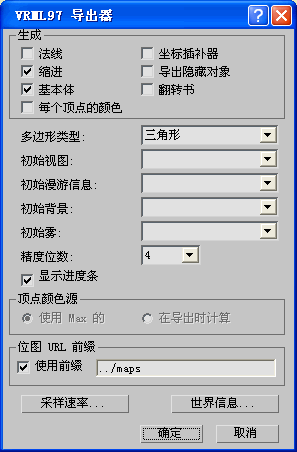 VRML97 导出器
生成
法线 坐标插补器
缩进 导出隐藏对象
基本体 翻转书
每个顶点的颜色
多边形类型: 三角形
初始视图:
初始漫游信息:
初始背景:
初始雾:
精度位数: 4
显示进度条
顶点颜色源
使用 Max 的 在导出时计算
位图 URL 前缀
使用前缀 ../maps
采样速率... 世界信息...
确定 取消